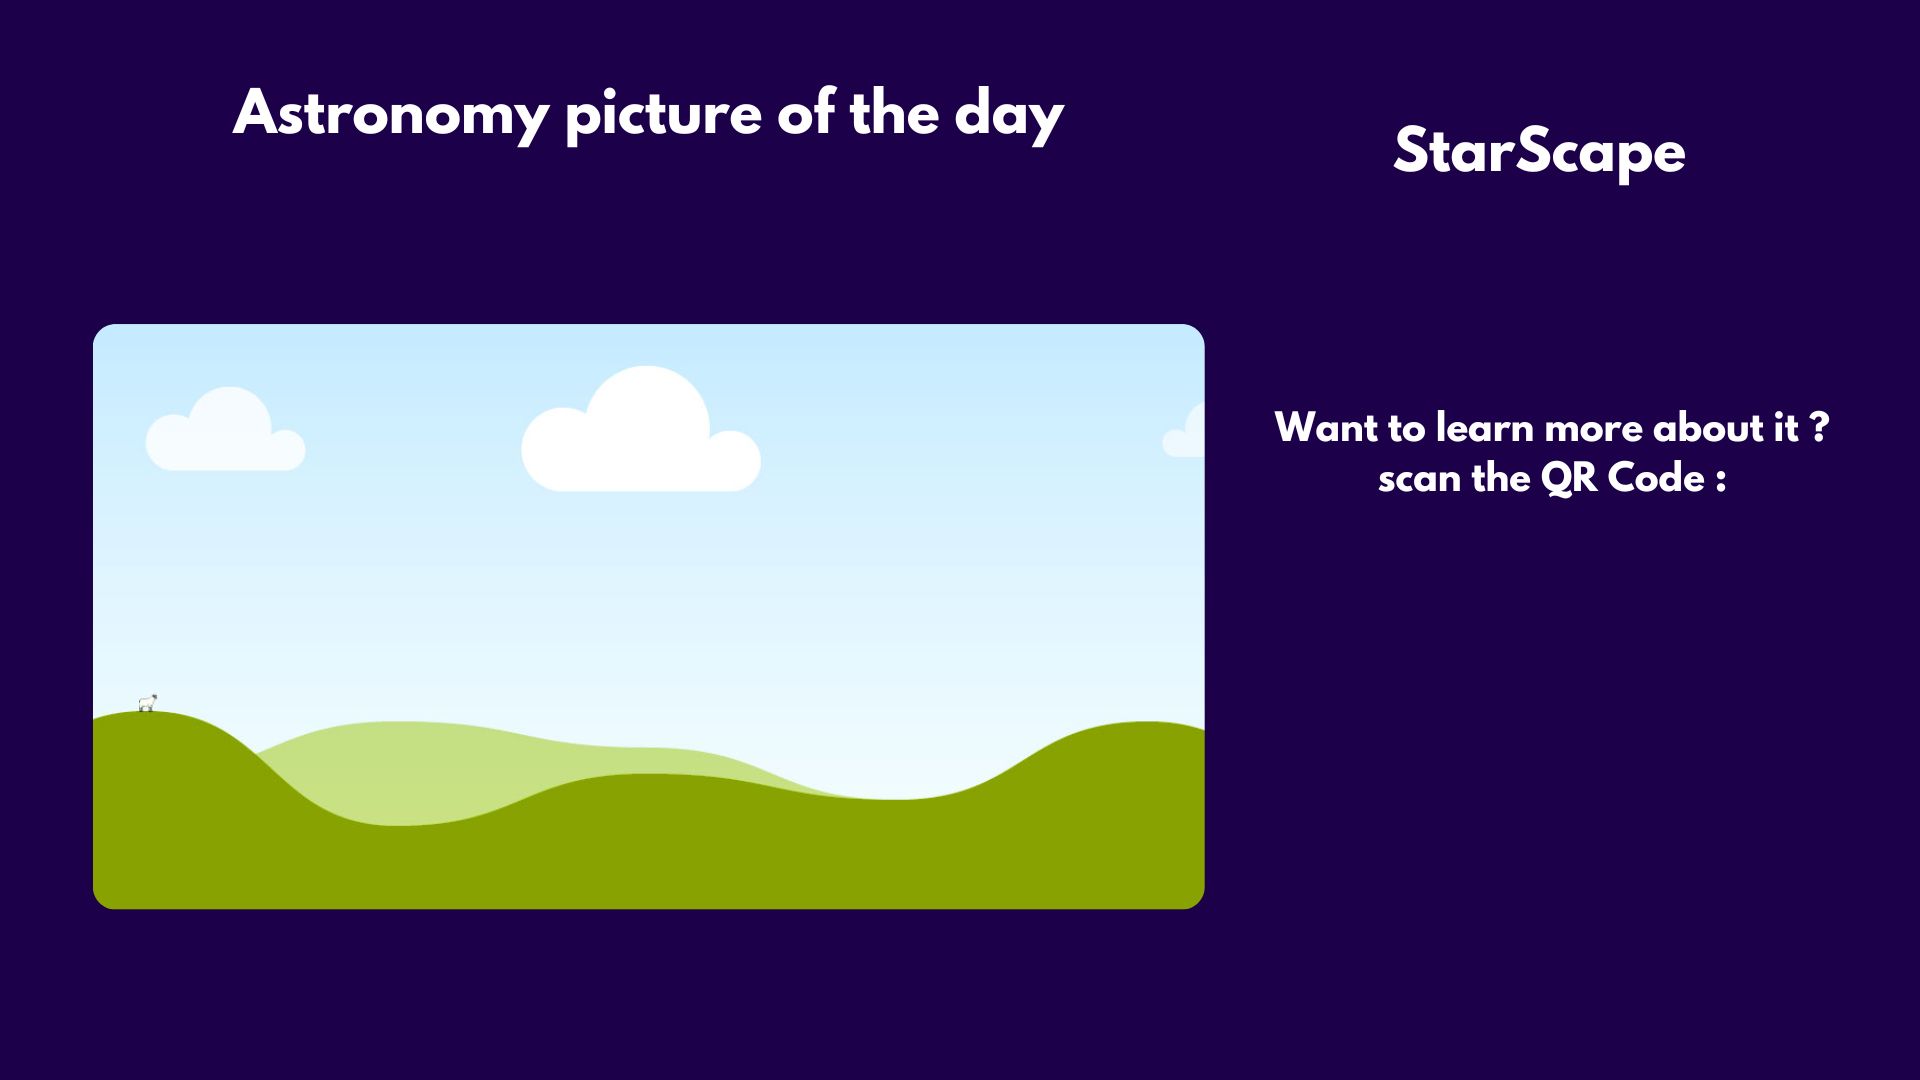 Astronomy picture of the day
StarScape
Want to learn more about it ?
scan the QR Code :